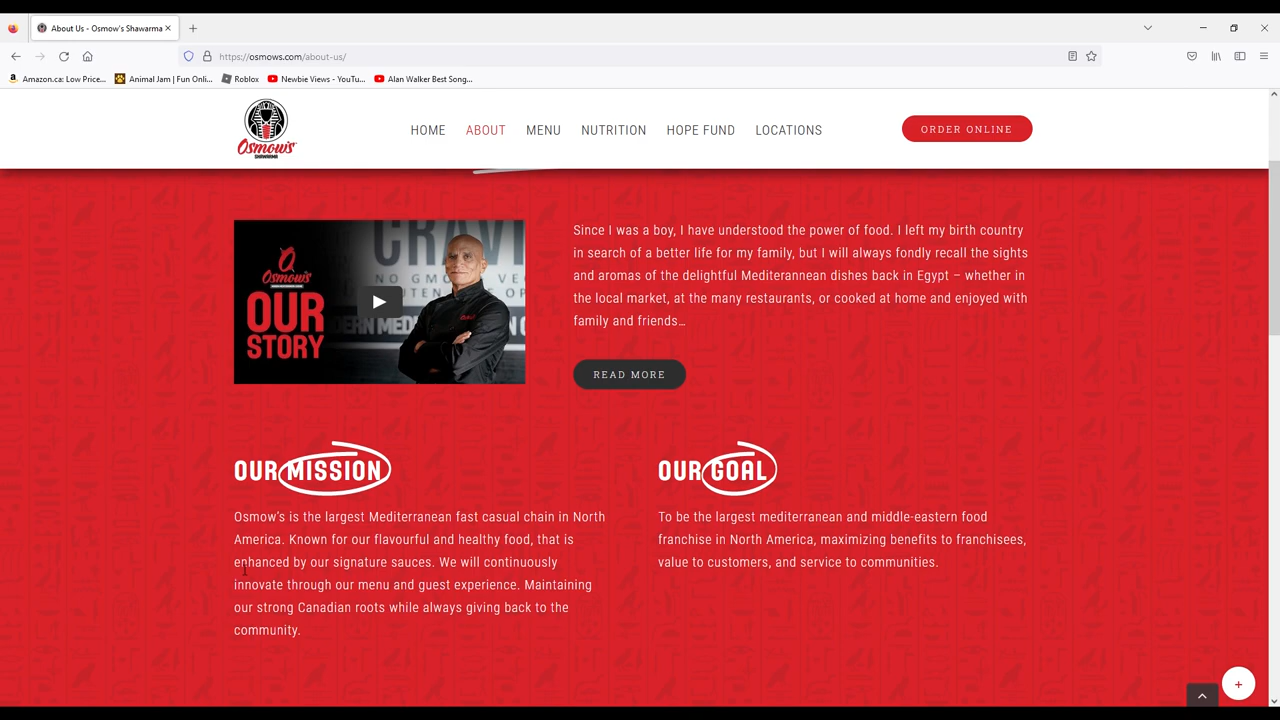 About Us - Osmow's Shawarma
https://osmows.com/about-us/
Amazon.ca: Low Price...
Animal Jam | Fun Onli...
Roblox
Newbie Views - YouTu...
Alan Walker Best Song...
Osmow's
SHAWARMA
HOME
ABOUT
MENU
NUTRITION
HOPE FUND
LOCATIONS
ORDER ONLINE
Osmow's
OUR
STORY
CRAV
NO GMO
Since I was a boy, I have understood the power of food. I left my birth country
in search of a better life for my family, but I will always fondly recall the sights
and aromas of the delightful Mediterannean dishes back in Egypt – whether in
the local market, at the many restaurants, or cooked at home and enjoyed with
family and friends…
READ MORE
OUR MISSION
Osmow's is the largest Mediterranean fast casual chain in North
America. Known for our flavourful and healthy food, that is
enhanced by our signature sauces. We will continuously
innovate through our menu and guest experience. Maintaining
our strong Canadian roots while always giving back to the
community.
OUR GOAL
To be the largest mediterranean and middle-eastern food
franchise in North America, maximizing benefits to franchisees,
value to customers, and service to communities.